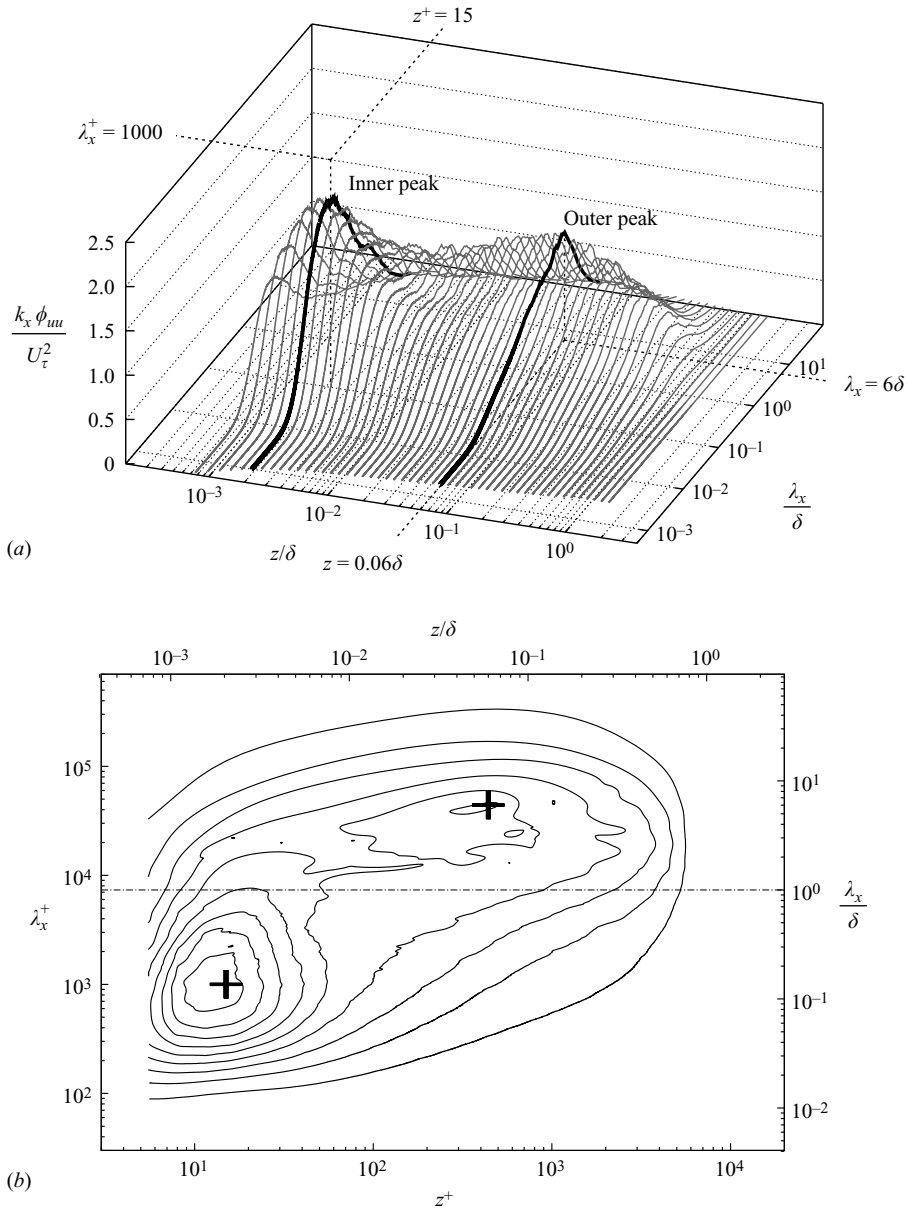 z⁺ = 15
λₓ⁺ = 1000
Inner peak
Outer peak
2.5
2.0
1.5
1.0
0.5
0
kₓ ϕᵤᵤ
U_τ²
10⁻³
10⁻²
10⁻¹
10⁰
z/δ
z = 0.06δ
10¹
10⁰
10⁻¹
10⁻²
10⁻³
λₓ = 6δ
λₓ
δ
(a)
z/δ
10⁻³
10⁻²
10⁻¹
10⁰
10⁵
10⁴
10³
10²
λₓ⁺
10¹
10⁰
10⁻¹
10⁻²
λₓ
δ
10¹
10²
10³
10⁴
z⁺
(b)